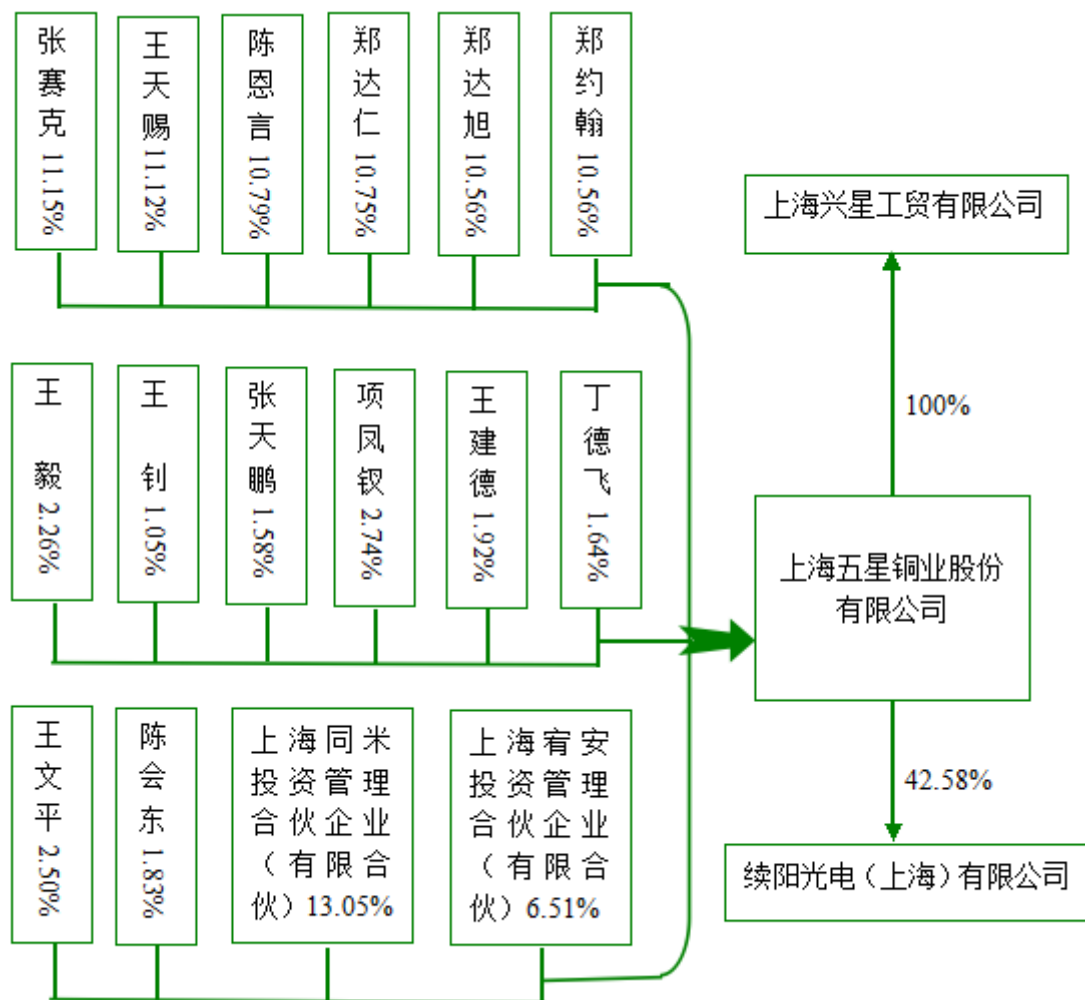 张赛克 11.15%
王天赐 11.12%
陈恩言 10.79%
郑达仁 10.75%
郑达旭 10.56%
郑约翰 10.56%
上海兴星工贸有限公司
100%
王 毅 2.26%
王 钊 1.05%
张天鹏 1.58%
项凤钗 2.74%
王建德 1.92%
丁德飞 1.64%
上海五星铜业股份
有限公司
42.58%
续阳光电（上海）有限公司
王文平 2.50%
陈会东 1.83%
上海同米
投资管理
合伙企业
（有限合
伙）13.05%
上海宥安
投资管理
合伙企业
（有限合
伙）6.51%